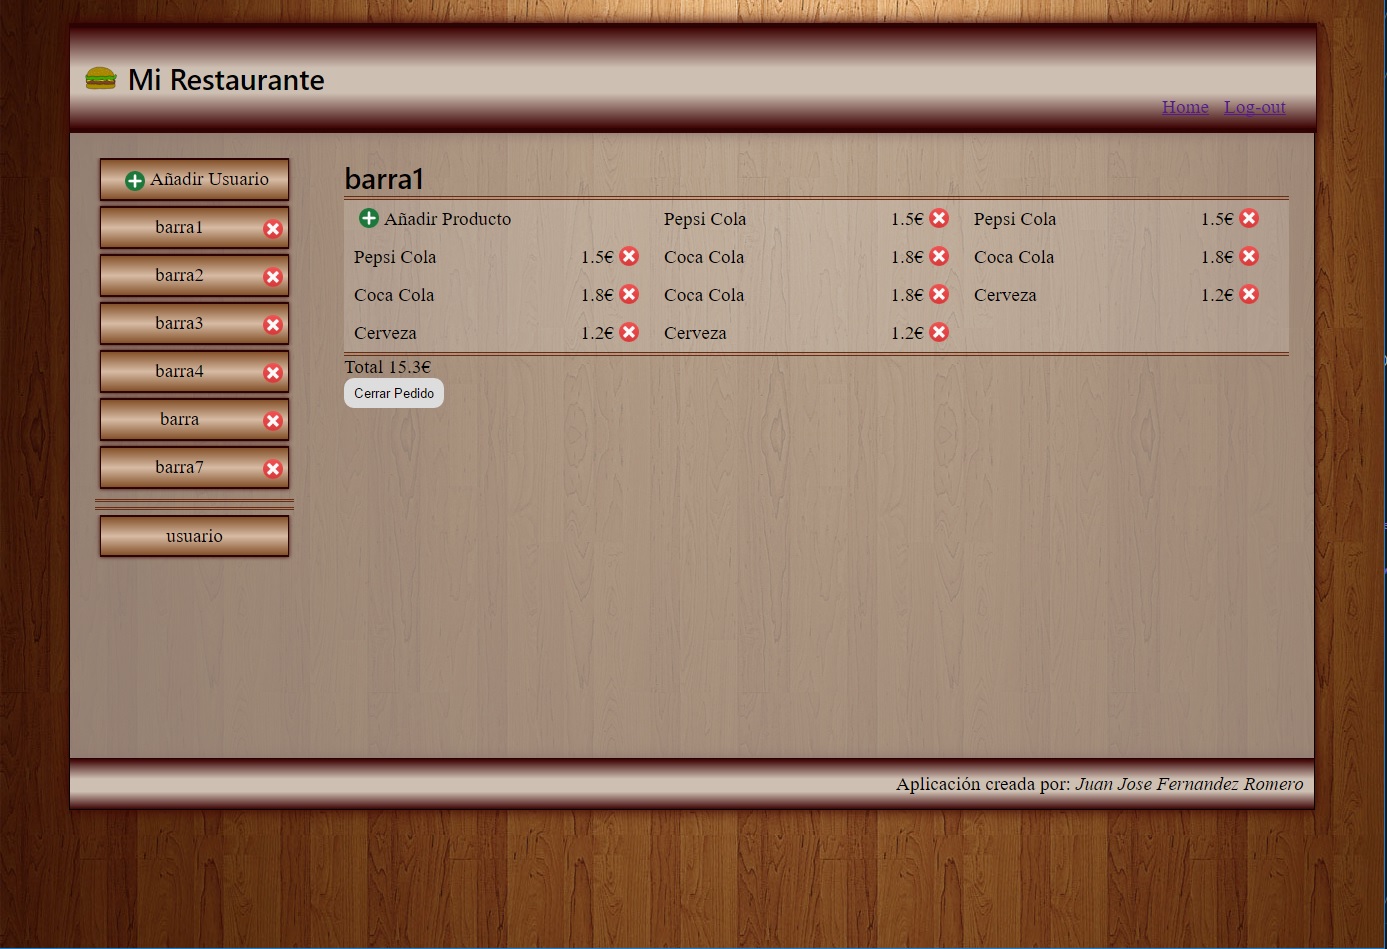 Mi Restaurante
Home Log-out
Añadir Usuario
barra1
barra2
barra3
barra4
barra
barra7
usuario
barra1
Añadir Producto Pepsi Cola 1.5€ Pepsi Cola 1.5€
Pepsi Cola 1.5€ Coca Cola 1.8€ Coca Cola 1.8€
Coca Cola 1.8€ Coca Cola 1.8€ Cerveza 1.2€
Cerveza 1.2€ Cerveza 1.2€
Total 15.3€
Cerrar Pedido
Aplicación creada por: Juan Jose Fernandez Romero